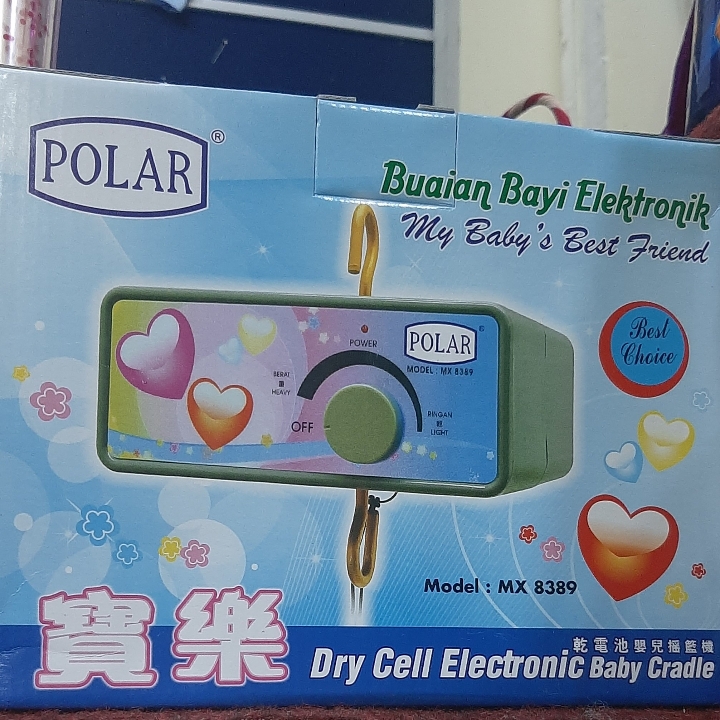 POLAR®
Buaian Bayi Elektronik
My Baby's Best Friend
Best
Choice
POWER
POLAR®
MODEL : MX 8389
BERAT
重
HEAVY
OFF
RINGAN
輕
LIGHT
Model : MX 8389
寶樂
乾電池嬰兒搖籃機
Dry Cell Electronic Baby Cradle